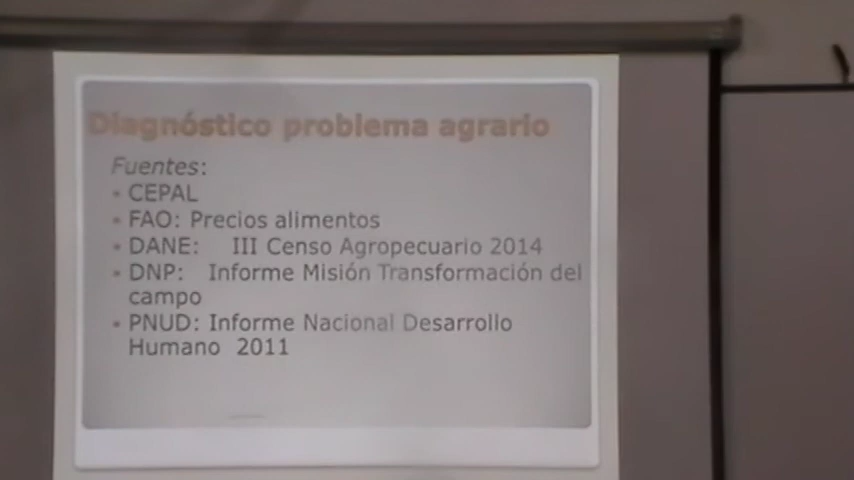 Diagnóstico problema agrario
Fuentes:
• CEPAL
• FAO: Precios alimentos
• DANE: III Censo Agropecuario 2014
• DNP: Informe Misión Transformación del
campo
• PNUD: Informe Nacional Desarrollo
Humano 2011